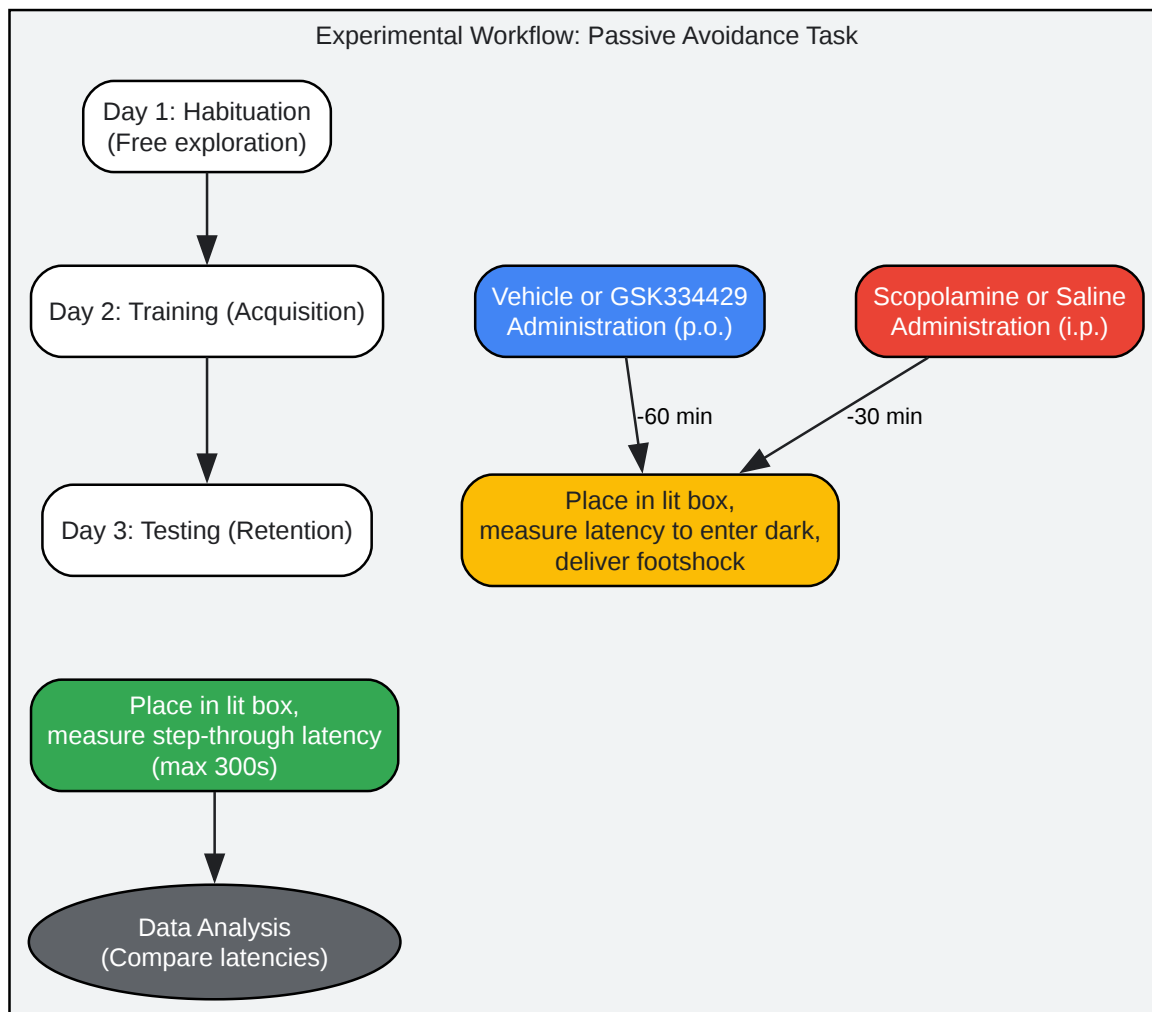 Experimental Workflow: Passive Avoidance Task
Day 1: Habituation
(Free exploration)
Day 2: Training (Acquisition)
Vehicle or GSK334429
Administration (p.o.)
Scopolamine or Saline
Administration (i.p.)
-60 min
-30 min
Day 3: Testing (Retention)
Place in lit box,
measure latency to enter dark,
deliver footshock
Place in lit box,
measure step-through latency
(max 300s)
Data Analysis
(Compare latencies)